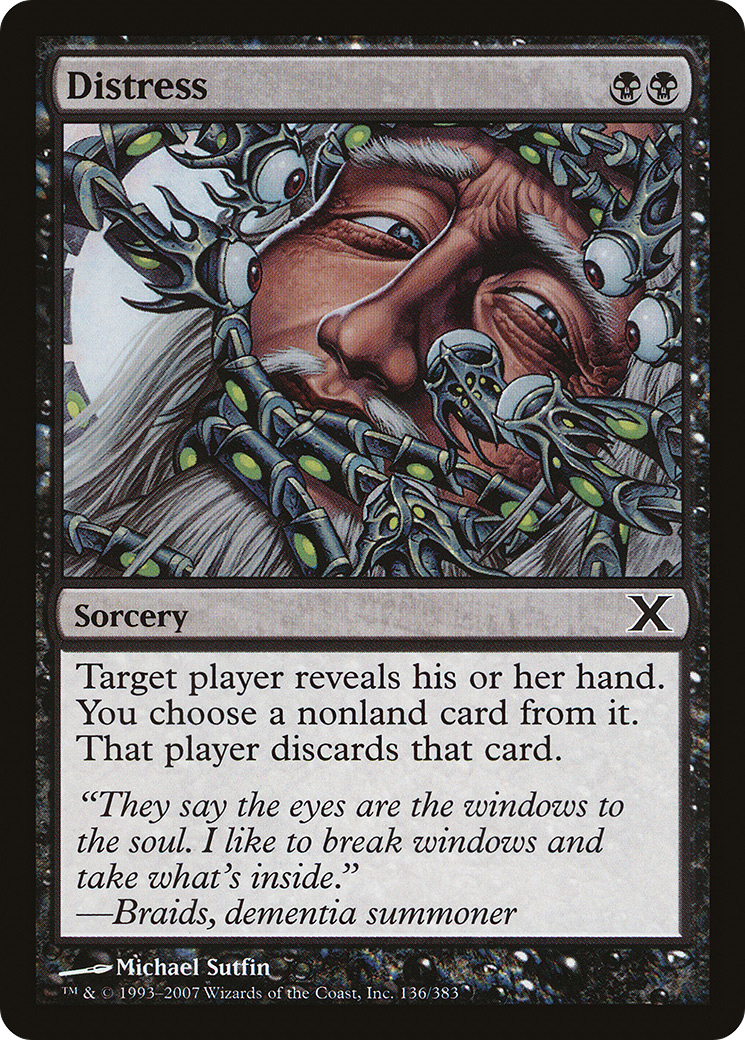 Distress
Sorcery
X
Target player reveals his or her hand.
You choose a nonland card from it.
That player discards that card.
“They say the eyes are the windows to
the soul. I like to break windows and
take what’s inside.”
—Braids, dementia summoner
Michael Sutfin
™ & © 1993–2007 Wizards of the Coast, Inc. 136/383